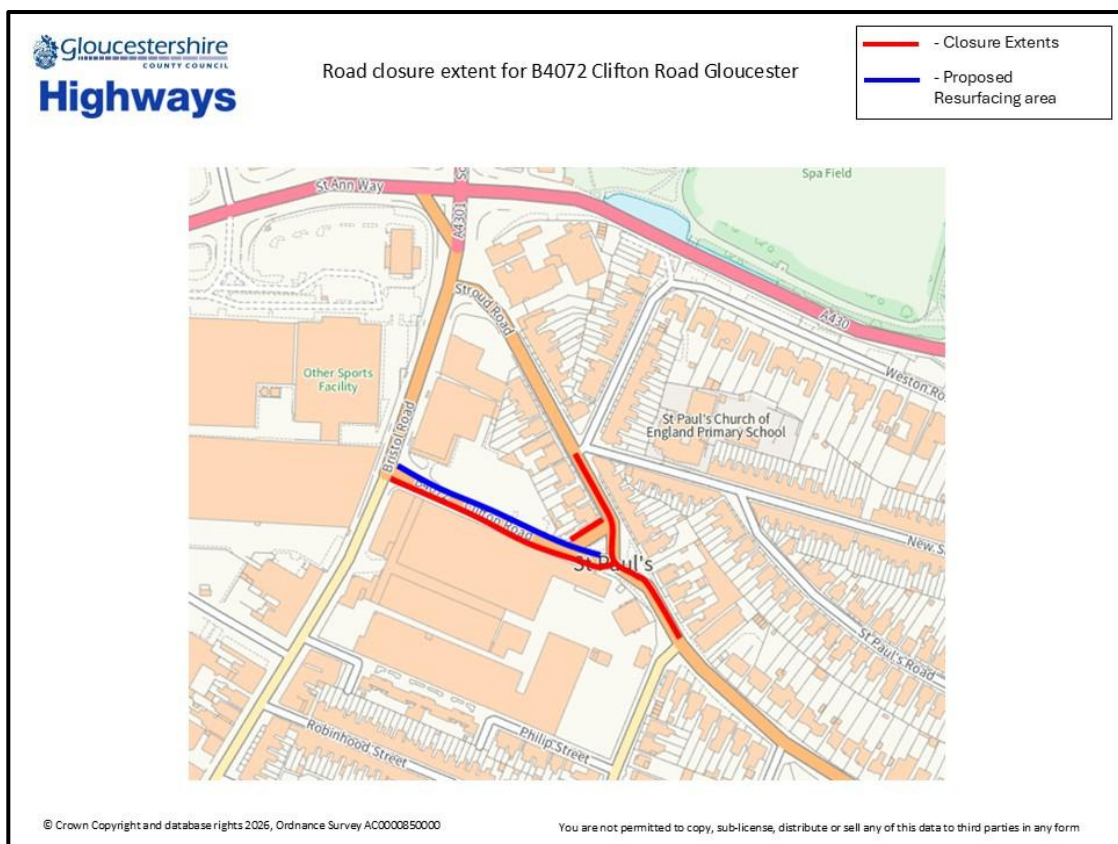 Gloucestershire
COUNTY COUNCIL
Highways
Road closure extent for B4072 Clifton Road Gloucester
- Closure Extents
- Proposed
Resurfacing area
Spa Field
St Ann Way
A4301
Stroud Road
A430
Weston Ro
Other Sports
Facility
Bristol Road
St Paul's Church of
England Primary School
B4072
Clifton Road
St Paul's
New S
St Paul's Road
Philip Street
Robinhood Street
© Crown Copyright and database rights 2026, Ordnance Survey AC0000850000
You are not permitted to copy, sub-license, distribute or sell any of this data to third parties in any form